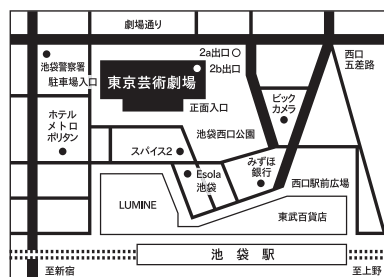 劇場通り
2a出口
2b出口
西口
五差路
池袋警察署
駐車場入口
東京芸術劇場
正面入口
ビック
カメラ
ホテル
メトロ
ポリタン
池袋西口公園
スパイス2
みずほ
銀行
Esola
池袋
西口駅前広場
LUMINE
東武百貨店
池袋駅
至新宿
至上野